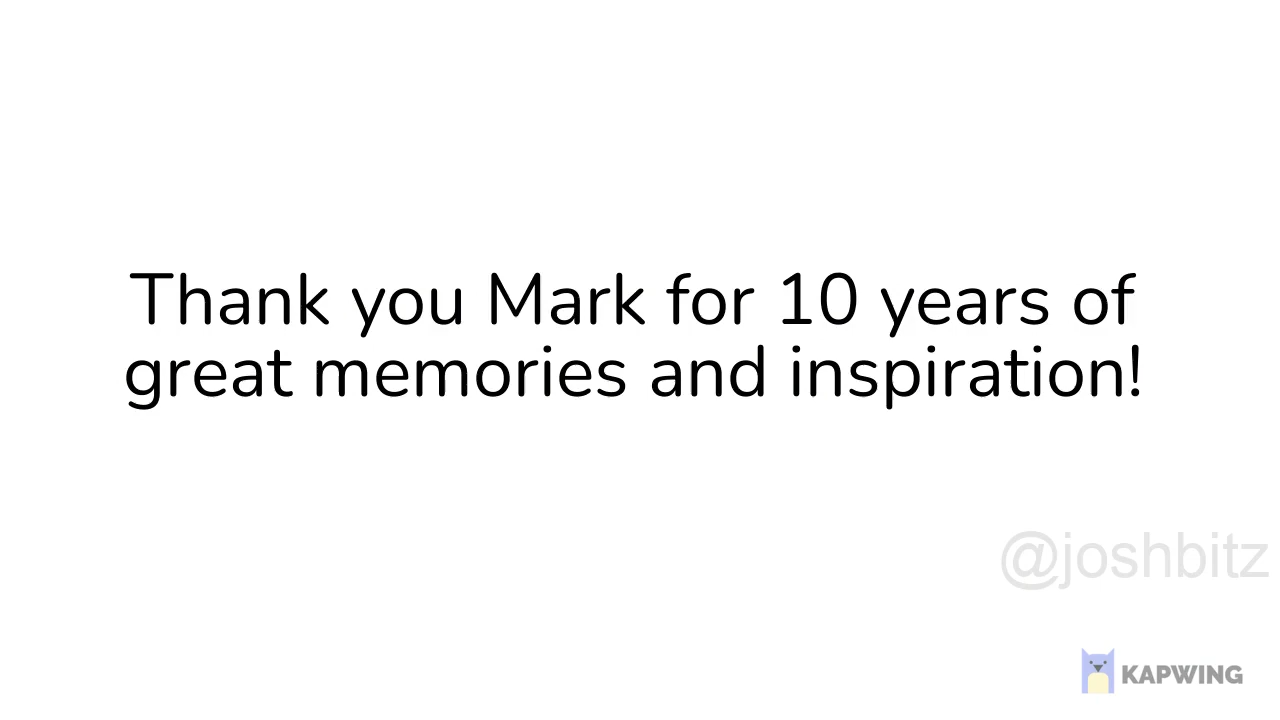 Thank you Mark for 10 years of
great memories and inspiration!
@joshbitz
KAPWING